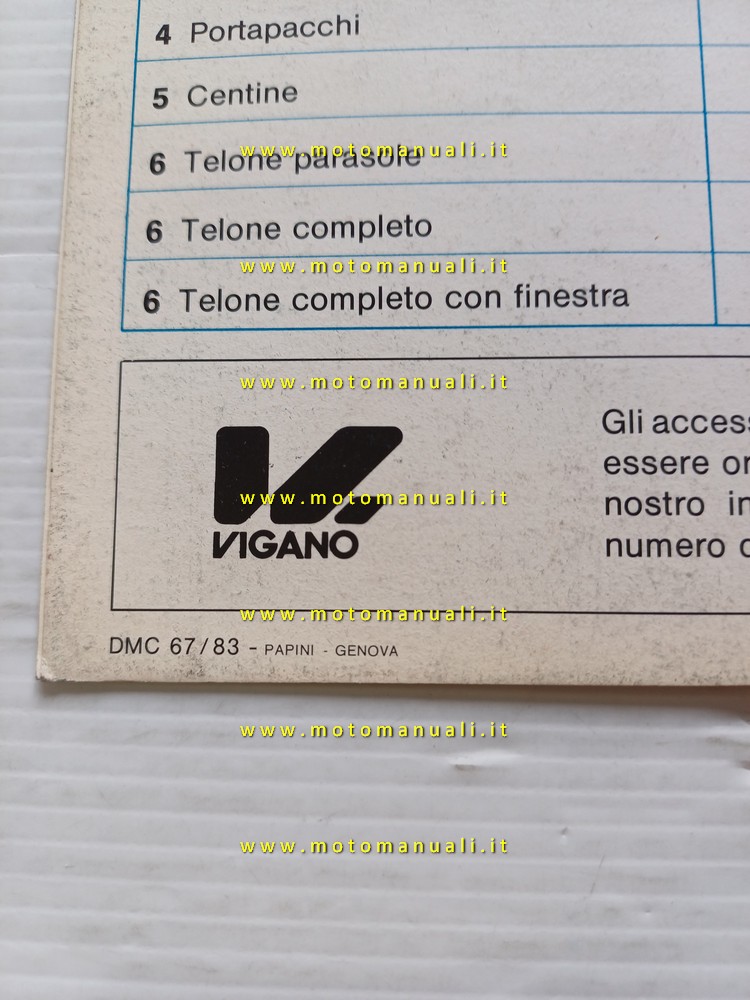 4 Portapacchi
5 Centine
www.motomanuali.it
6 Telone parasole
6 Telone completo
www.motomanuali.it
6 Telone completo con finestra
www.motomanuali.it
Gli access
essere or
www.motomanuali.it
nostro in
VIGANO
numero
www.motomanuali.it
DMC 67/83 - PAPINI - GENOVA
www.motomanuali.it
www.motomanuali.it